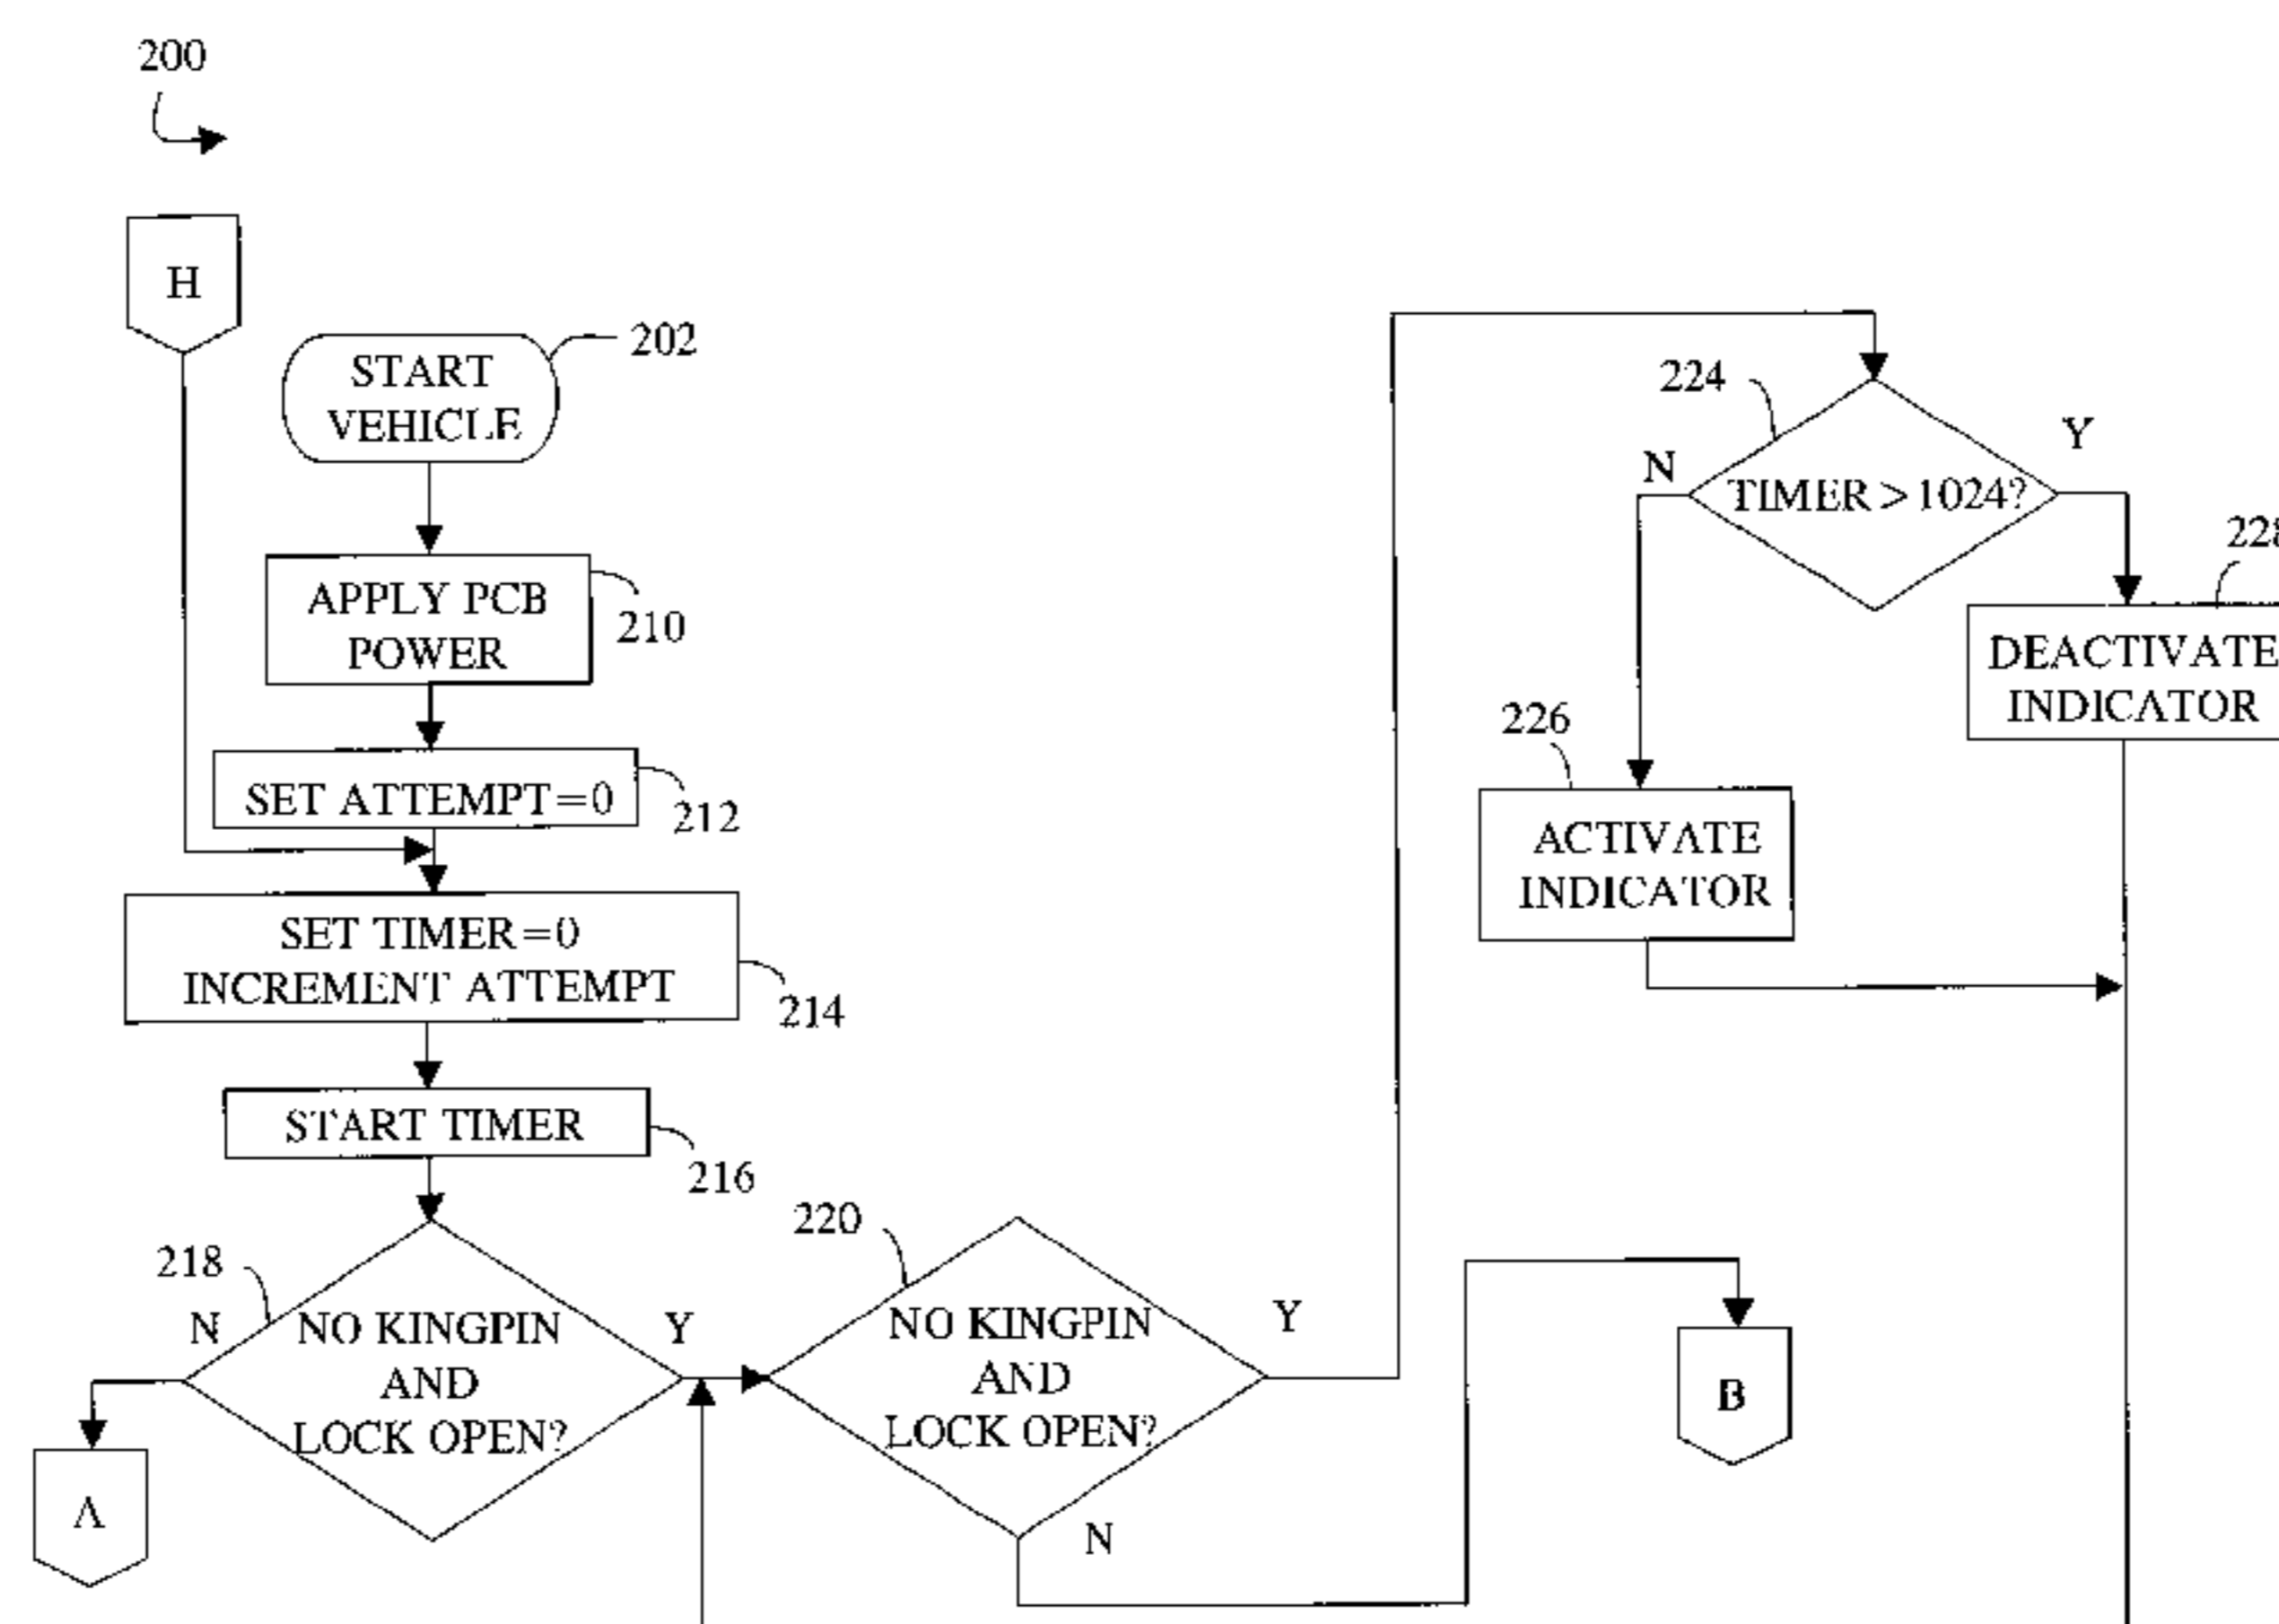 200
H
START
VEHICLE
202
APPLY PCB
POWER
210
SET ATTEMPT=0
212
SET TIMER=0
INCREMENT ATTEMPT
214
START TIMER
216
218
N
NO KINGPIN
AND
LOCK OPEN?
Y
A
220
NO KINGPIN
AND
LOCK OPEN?
Y
N
B
224
N
TIMER > 1024?
Y
226
ACTIVATE
INDICATOR
228
DEACTIVATE
INDICATOR